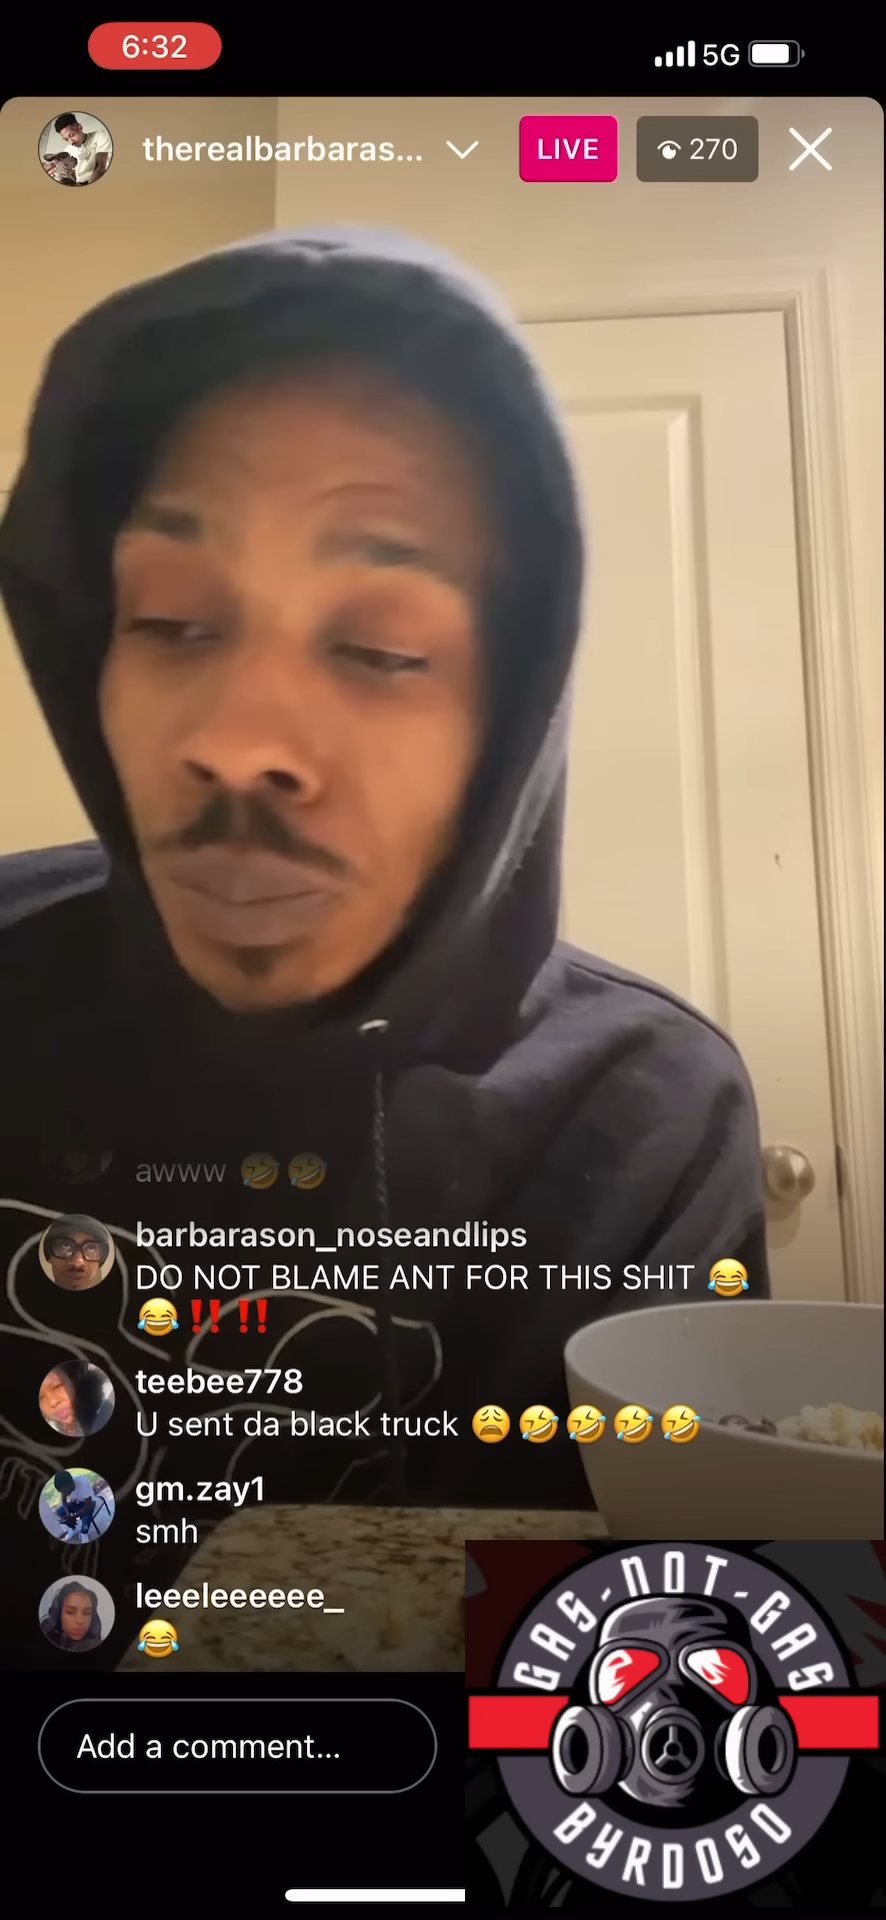 6:32
5G
therealbarbaras...
LIVE
270
awww 🤣🤣
barbarason_noseandlips
DO NOT BLAME ANT FOR THIS SHIT 😂
😂‼️‼️
teebee778
U sent da black truck 😩🤣🤣🤣🤣
gm.zay1
smh
leeeleeeeee_
😂
GAS-NOT-GAS
BYRDOSO
Add a comment...